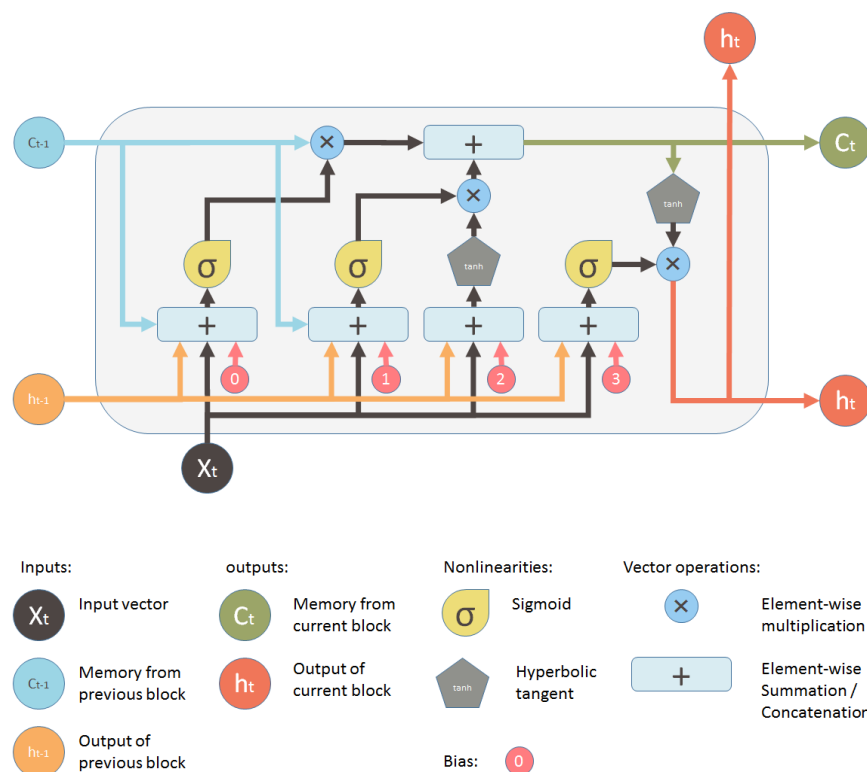 ht
Ct-1
×
+
Ct
tanh
×
σ
σ
tanh
σ
×
+
+
+
+
0
1
2
3
ht-1
ht
Xt
Inputs:
outputs:
Nonlinearities:
Vector operations:
Xt
Input vector
Ct
Memory from
current block
σ
Sigmoid
×
Element-wise
multiplication
Ct-1
Memory from
previous block
ht
Output of
current block
tanh
Hyperbolic
tangent
+
Element-wise
Summation /
Concatenation
ht-1
Output of
previous block
Bias:
0